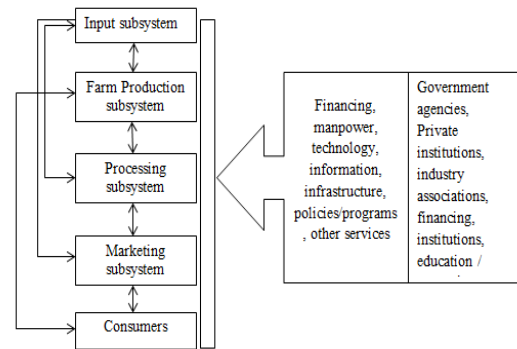 Input subsystem
Farm Production
subsystem
Processing
subsystem
Marketing
subsystem
Consumers
Financing,
manpower,
technology,
information,
infrastructure,
policies/programs
, other services
Government
agencies,
Private
institutions,
industry
associations,
financing,
institutions,
education /